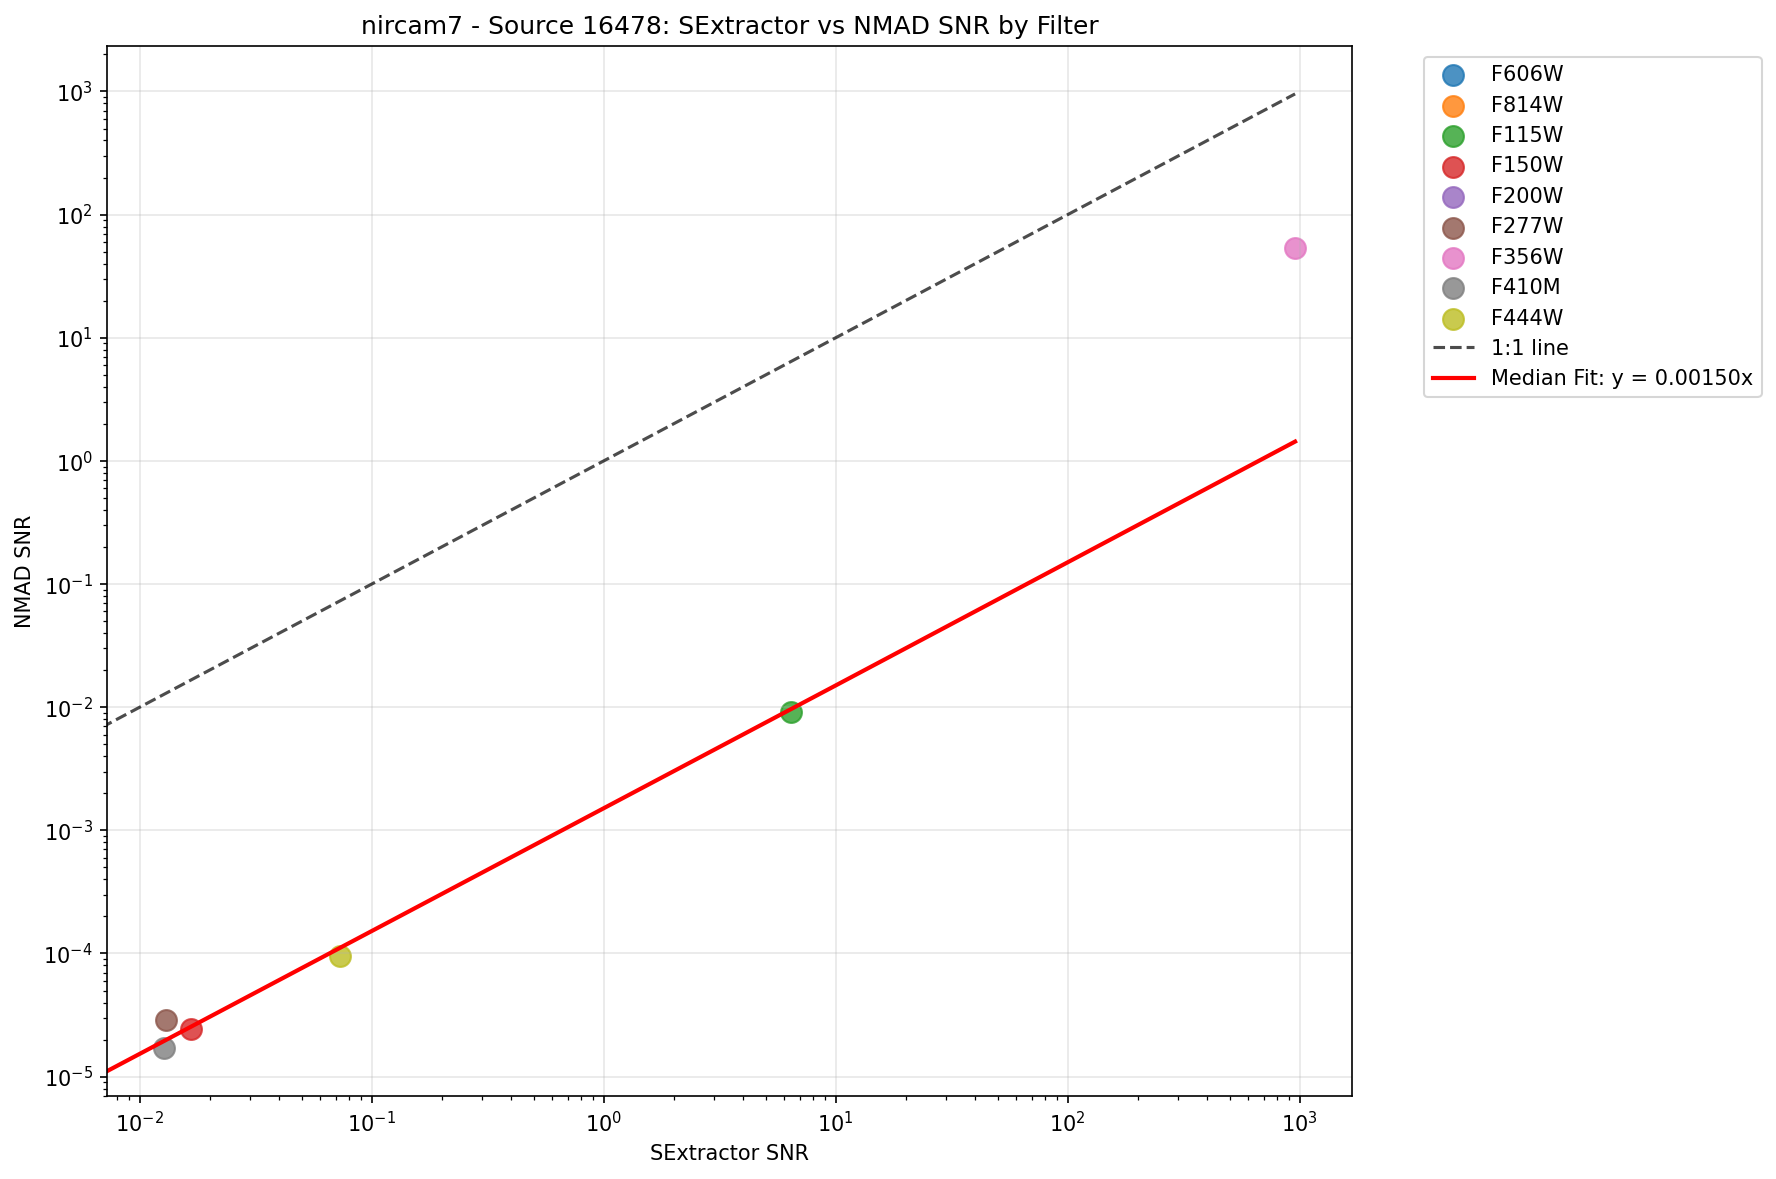 nircam7 - Source 16478: SExtractor vs NMAD SNR by Filter
F606W
F814W
F115W
F150W
F200W
F277W
F356W
F410M
F444W
1:1 line
Median Fit: y = 0.00150x
NMAD SNR
10³
10²
10¹
10⁰
10⁻¹
10⁻²
10⁻³
10⁻⁴
10⁻⁵
10⁻² 10⁻¹ 10⁰ 10¹ 10² 10³
SExtractor SNR